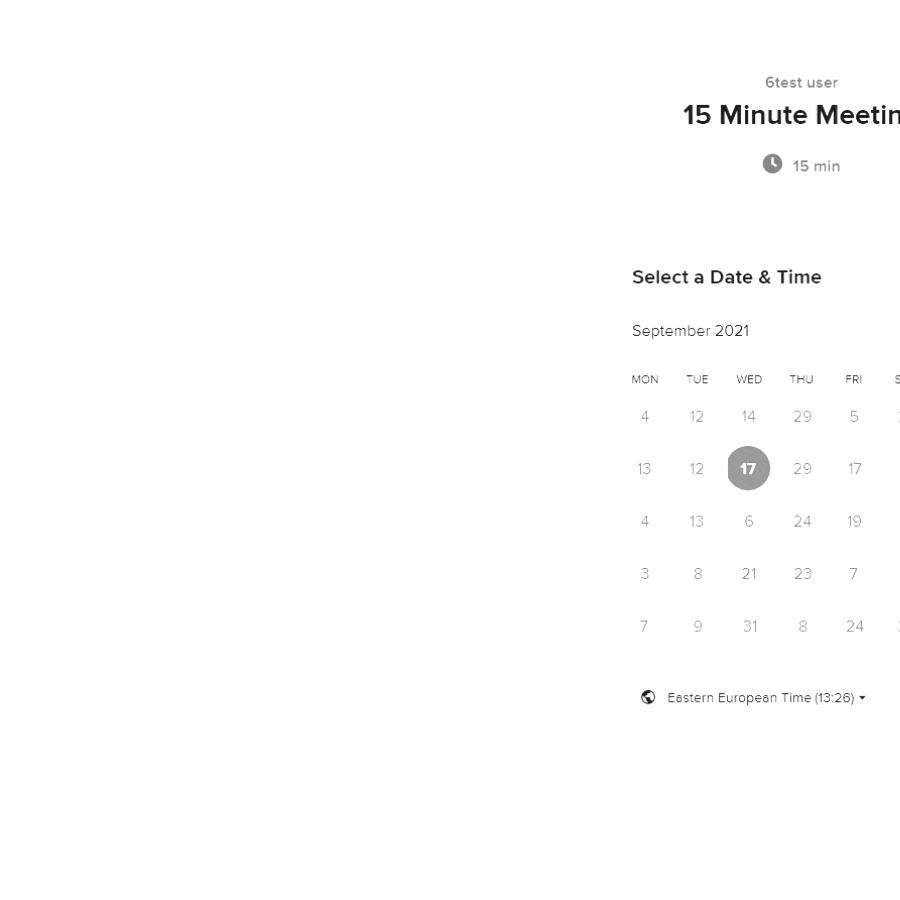 6test user
15 Minute Meetin
15 min
Select a Date & Time
September 2021
MON TUE WED THU FRI
4 12 14 29 5
13 12 17 29 17
4 13 6 24 19
3 8 21 23 7
7 9 31 8 24
Eastern European Time (13:26)